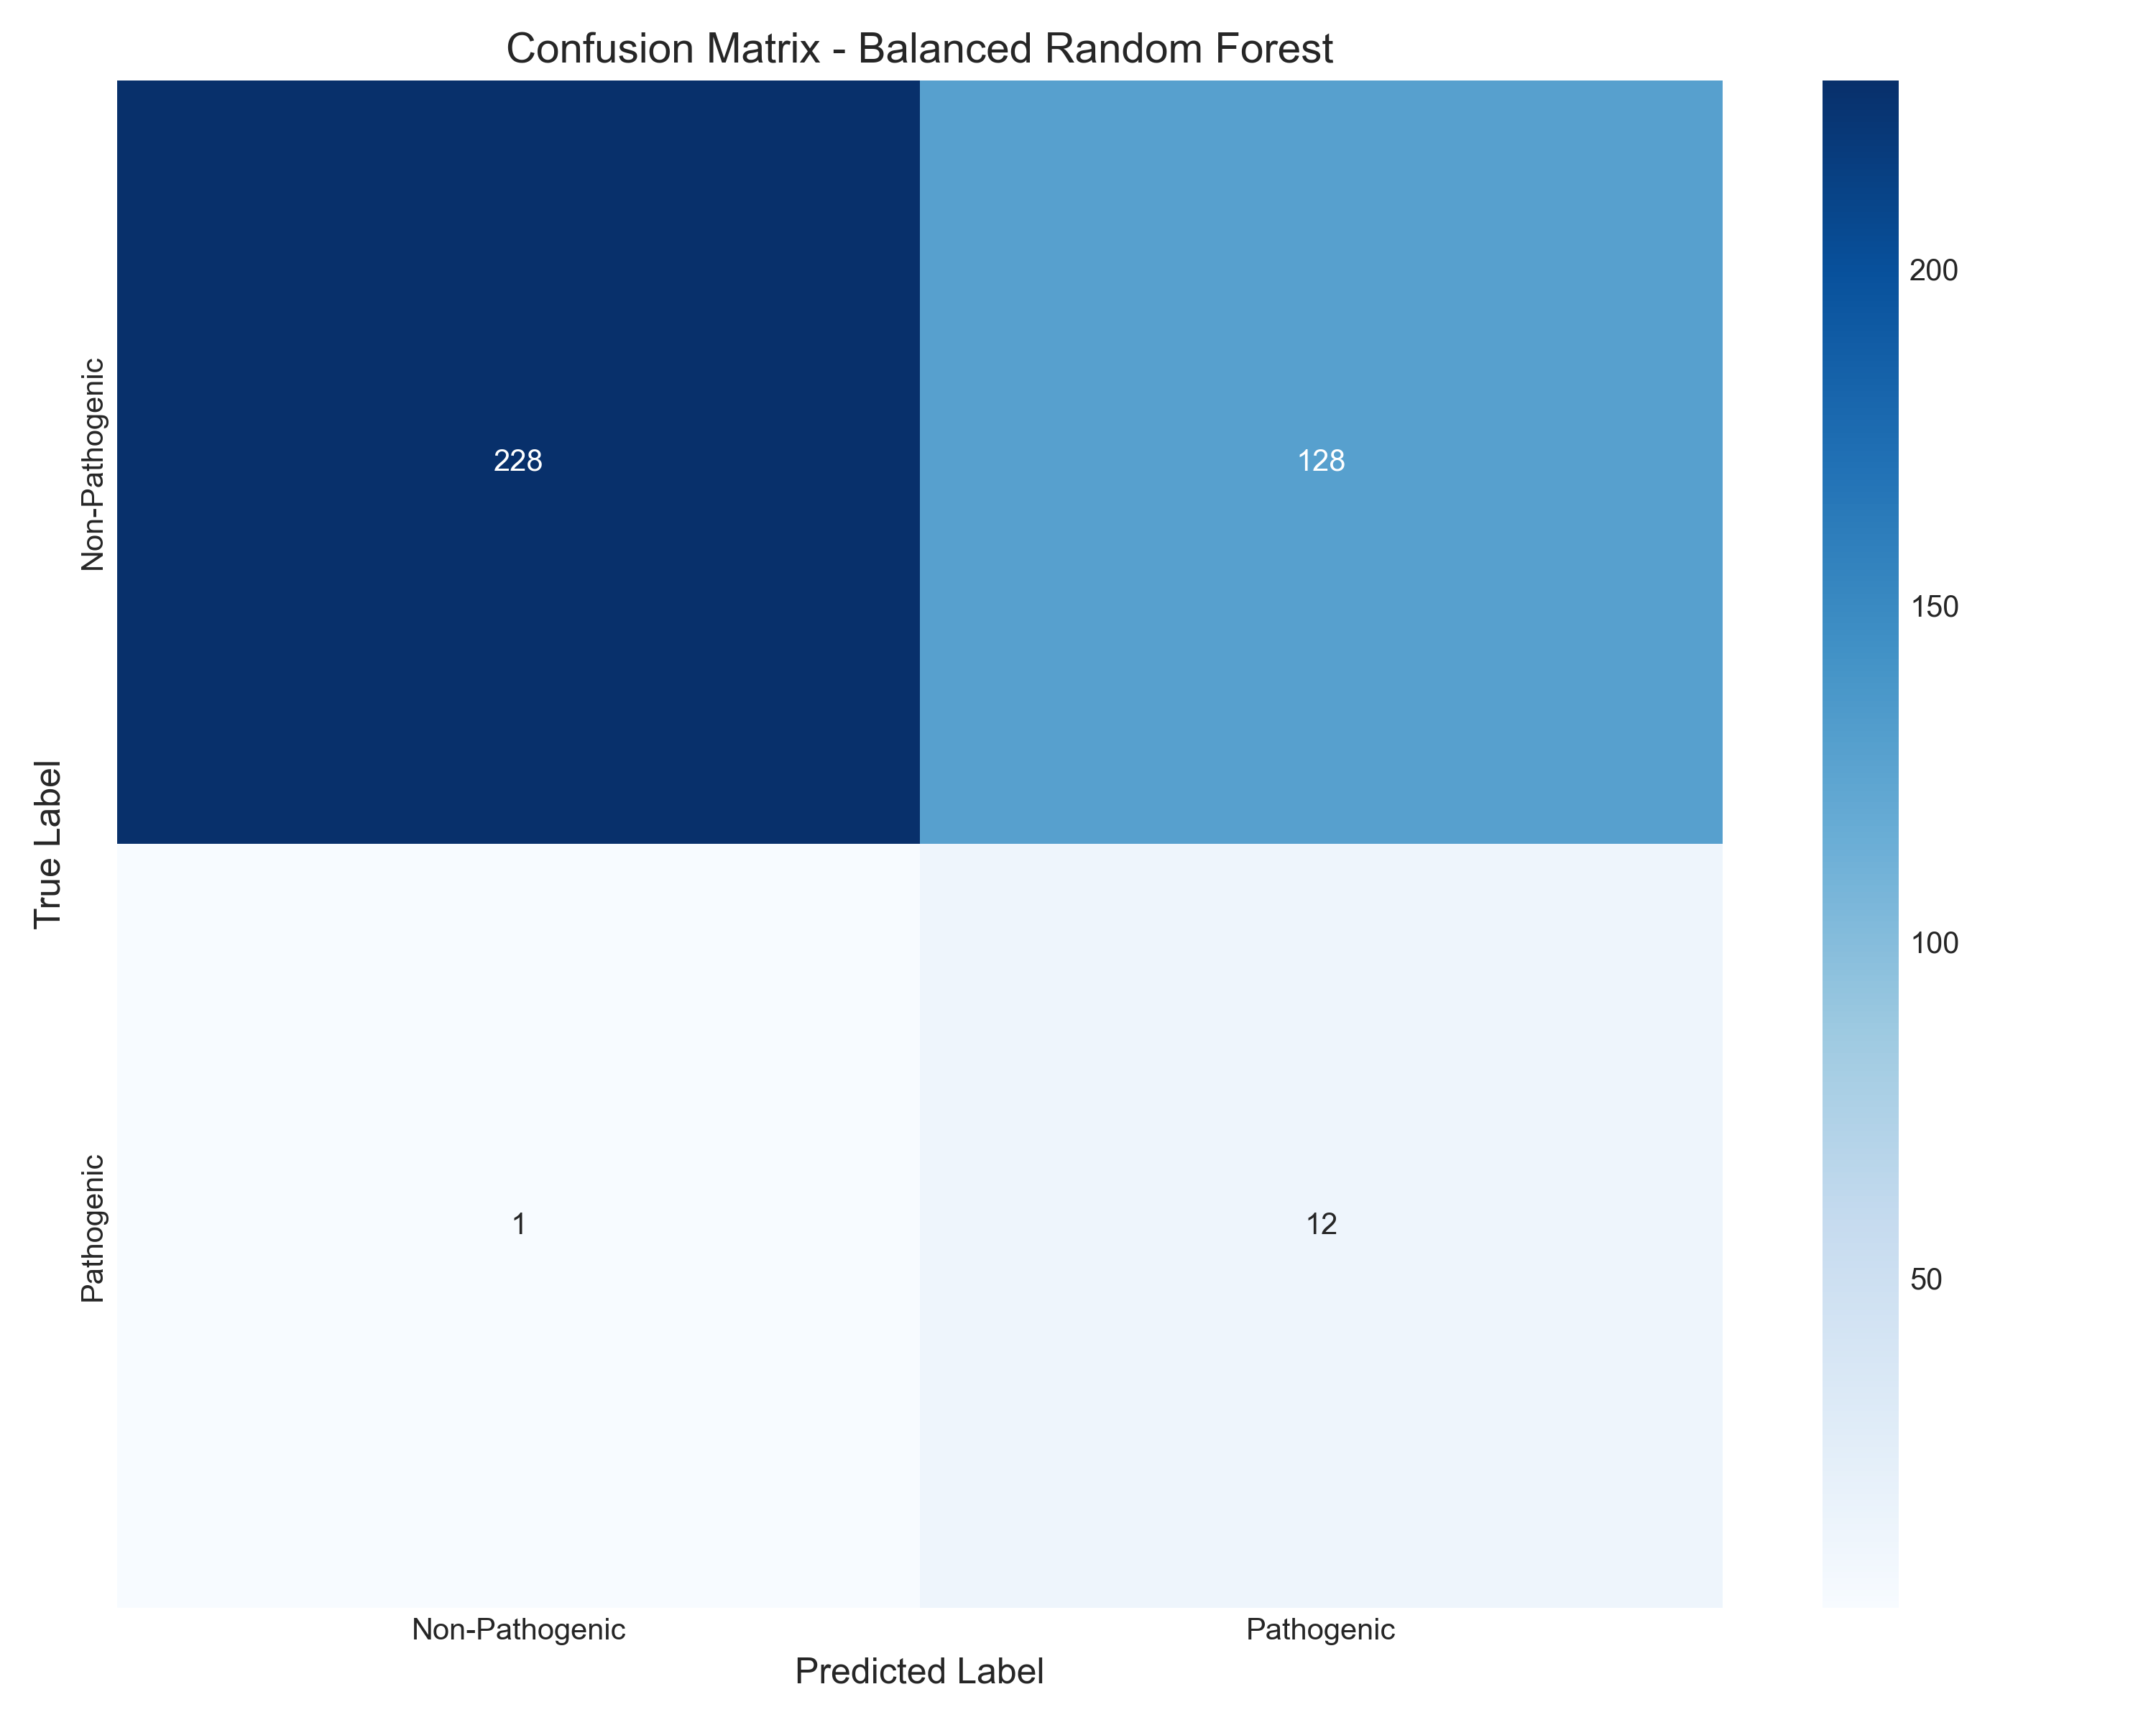 Confusion Matrix - Balanced Random Forest
True Label
Non-Pathogenic
228
128
Pathogenic
1
12
Non-Pathogenic
Pathogenic
Predicted Label
200
150
100
50